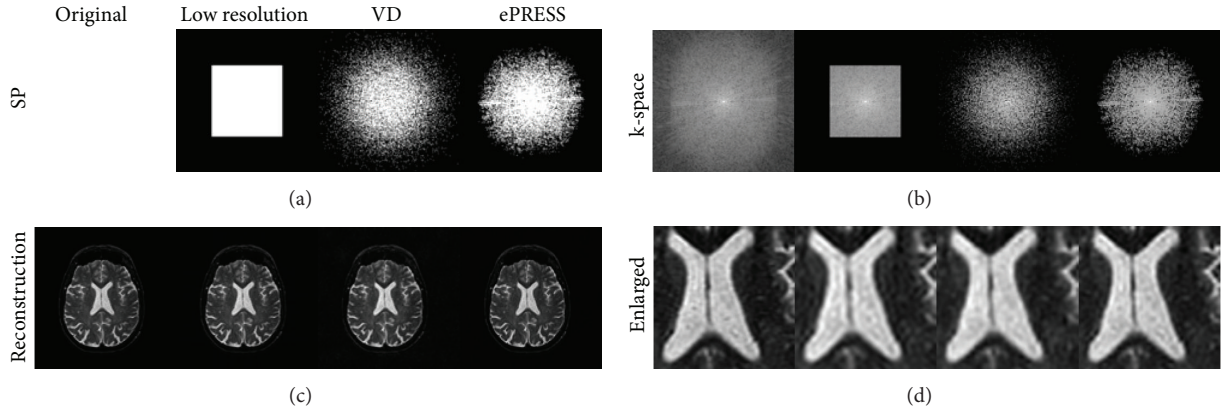 Original Low resolution VD ePRESS
SP
(a)
k-space
(b)
Reconstruction
(c)
Enlarged
(d)